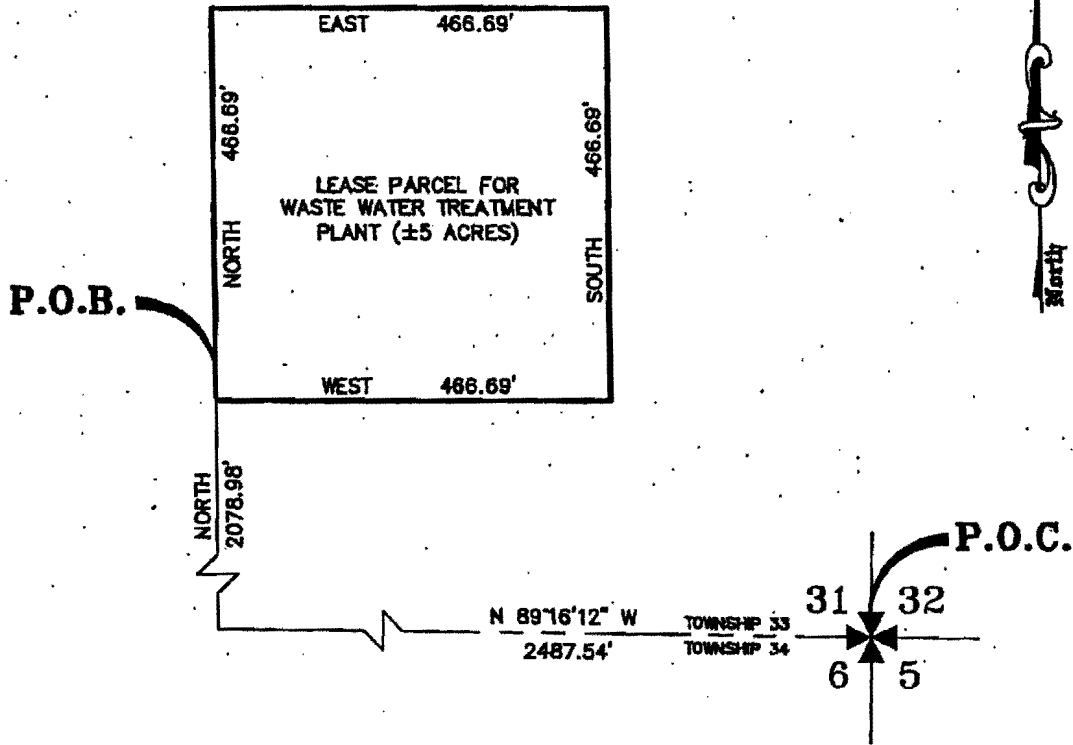 EAST 466.69'
466.69'
NORTH
466.69'
SOUTH
LEASE PARCEL FOR
WASTE WATER TREATMENT
PLANT (±5 ACRES)
North
P.O.B.
WEST 466.69'
NORTH
2078.98'
P.O.C.
31 32
N 89°16'12" W
TOWNSHIP 33
2487.54'
TOWNSHIP 34
6 5